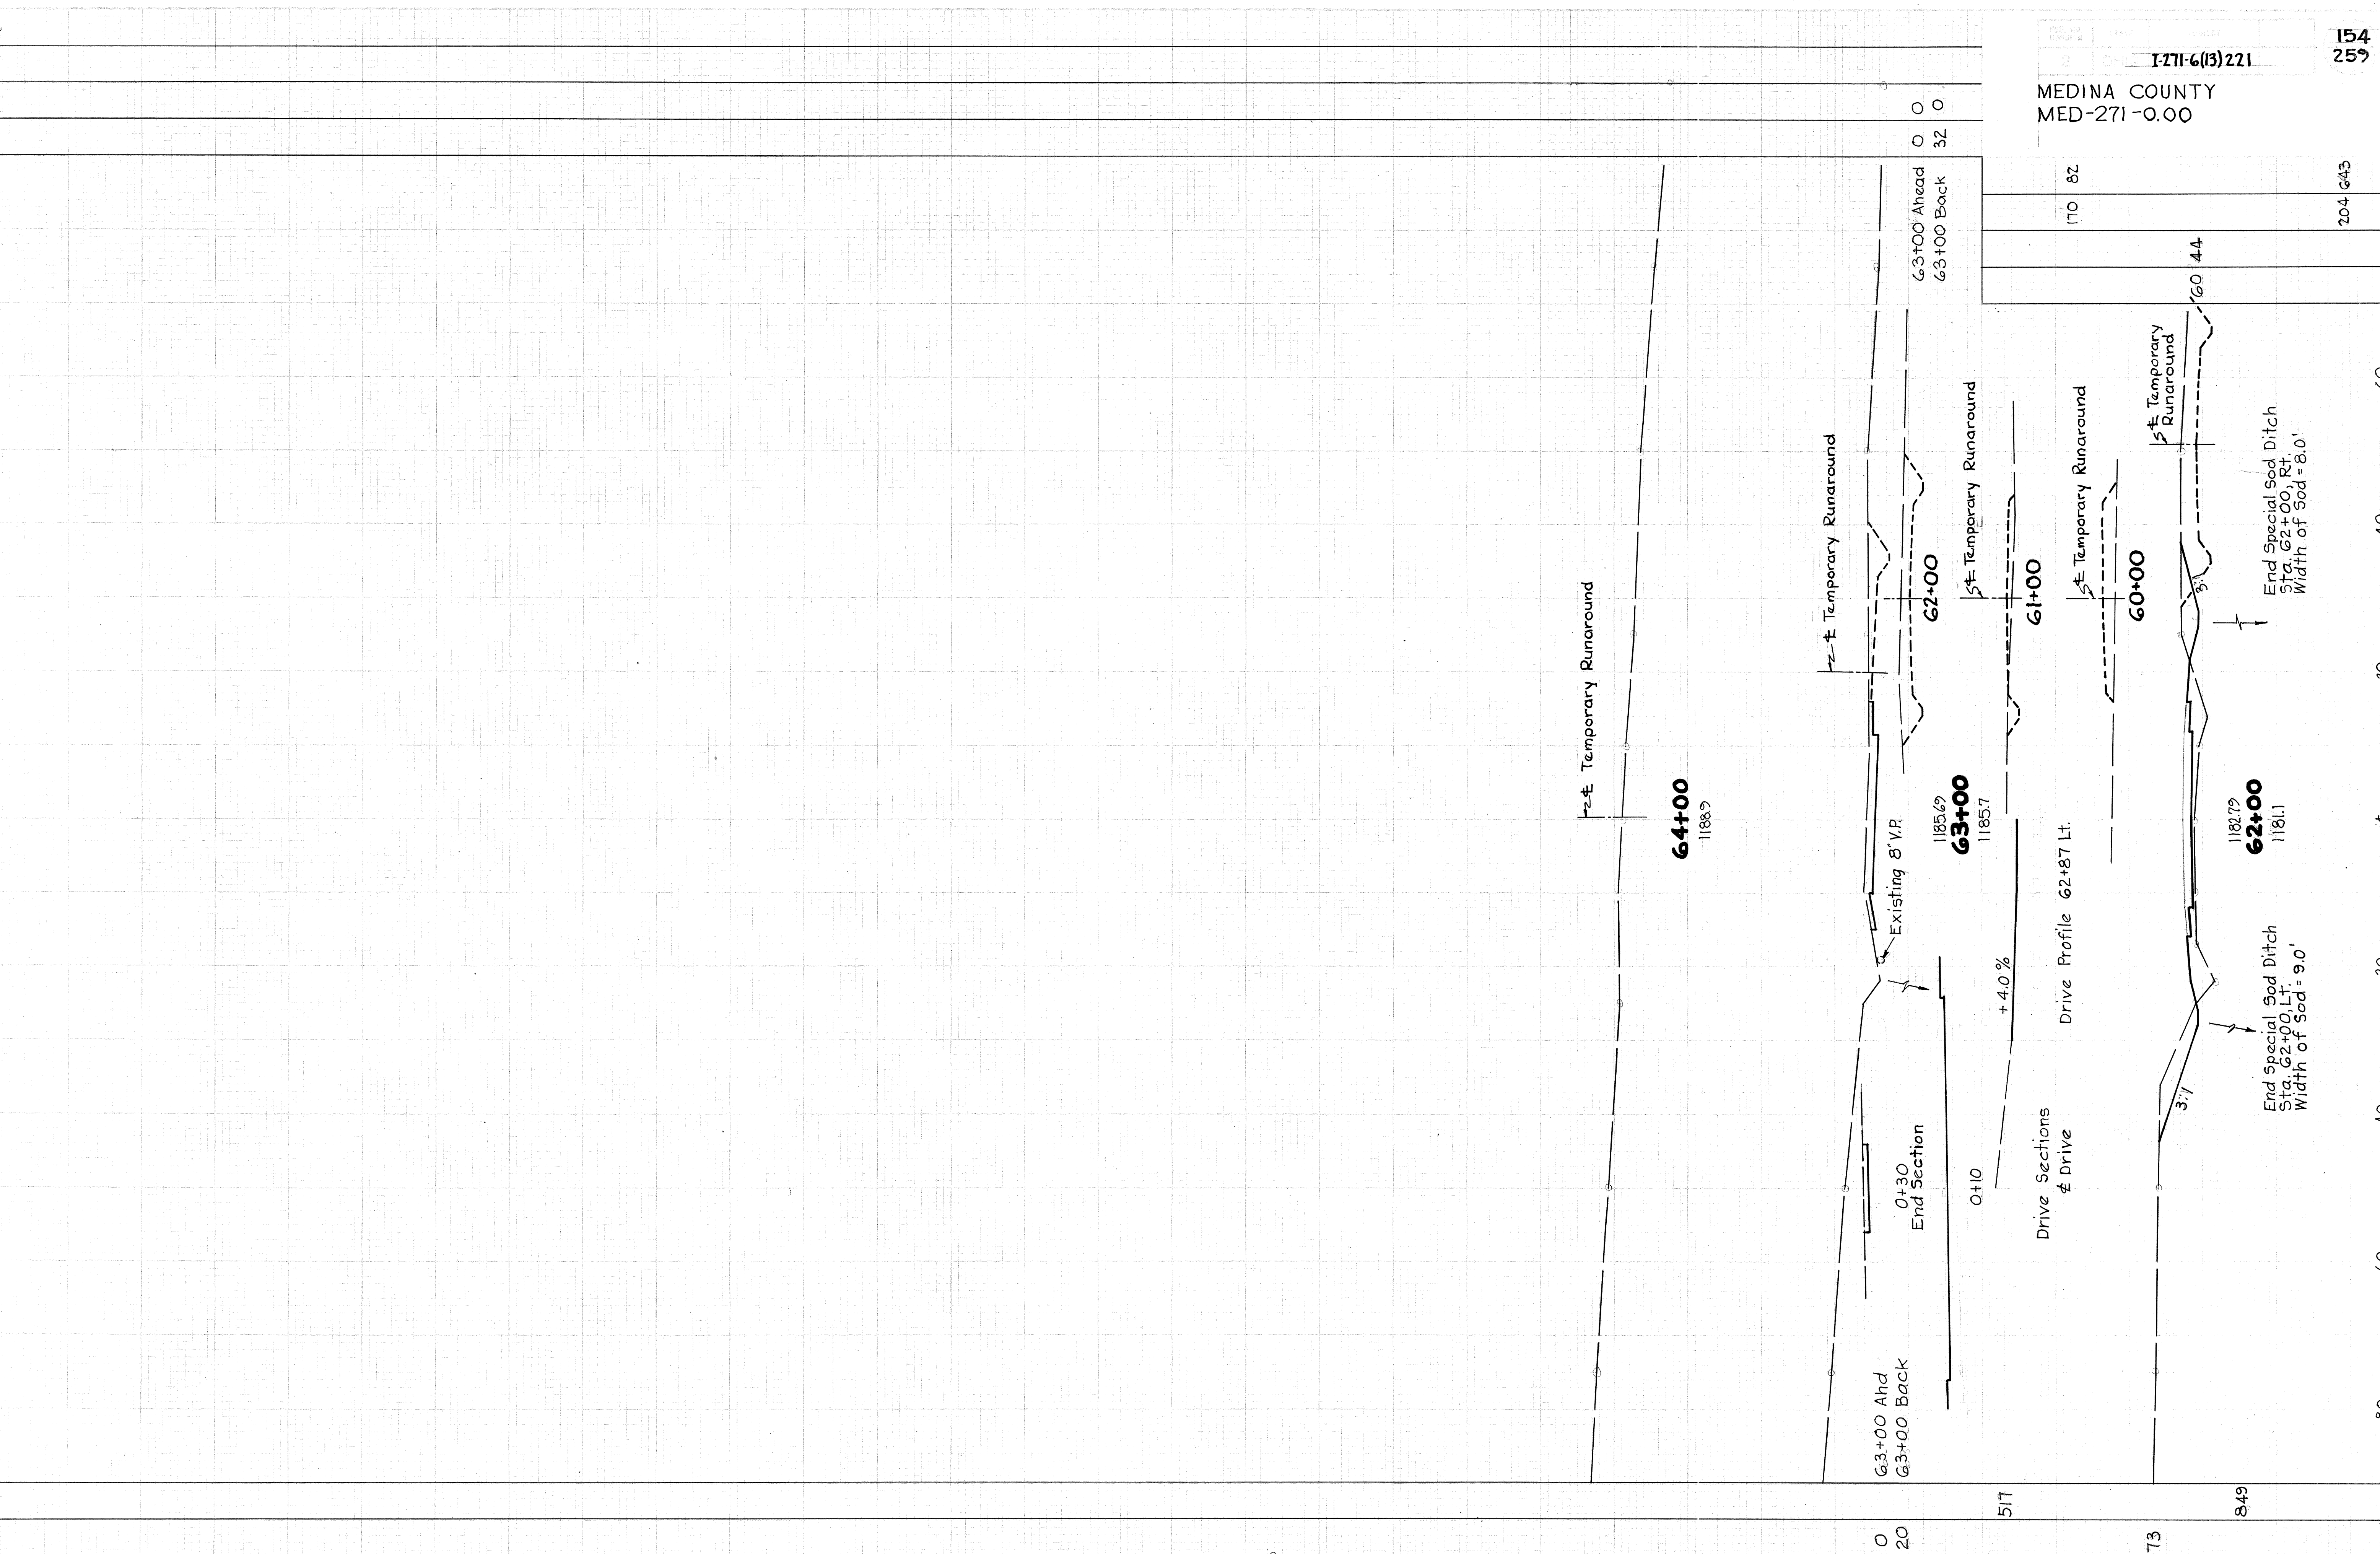 154
259
I-271-6(13)221
MEDINA COUNTY
MED-271-0.00
0 0
0 32
63+00 Ahead
63+00 Back
170 82
204 643
60 44
℄ Temporary Runaround
64+00
1188.9
℄ Temporary Runaround
Existing 8" V.P.
1185.69
63+00
1185.7
62+00
℄ Temporary Runaround
61+00
℄ Temporary Runaround
60+00
+4.0%
Drive Profile 62+87 Lt.
0+30
End Section
0+10
Drive Sections
℄ Drive
63+00 Ahd
63+00 Back
℄ Temporary
Runaround
3:1
3:1
1182.79
62+00
1181.1
End Special Sod Ditch
Sta. 62+00, Rt.
Width of Sod = 8.0'
End Special Sod Ditch
Sta. 62+00, Lt.
Width of Sod = 9.0'
0
20
517
73
849